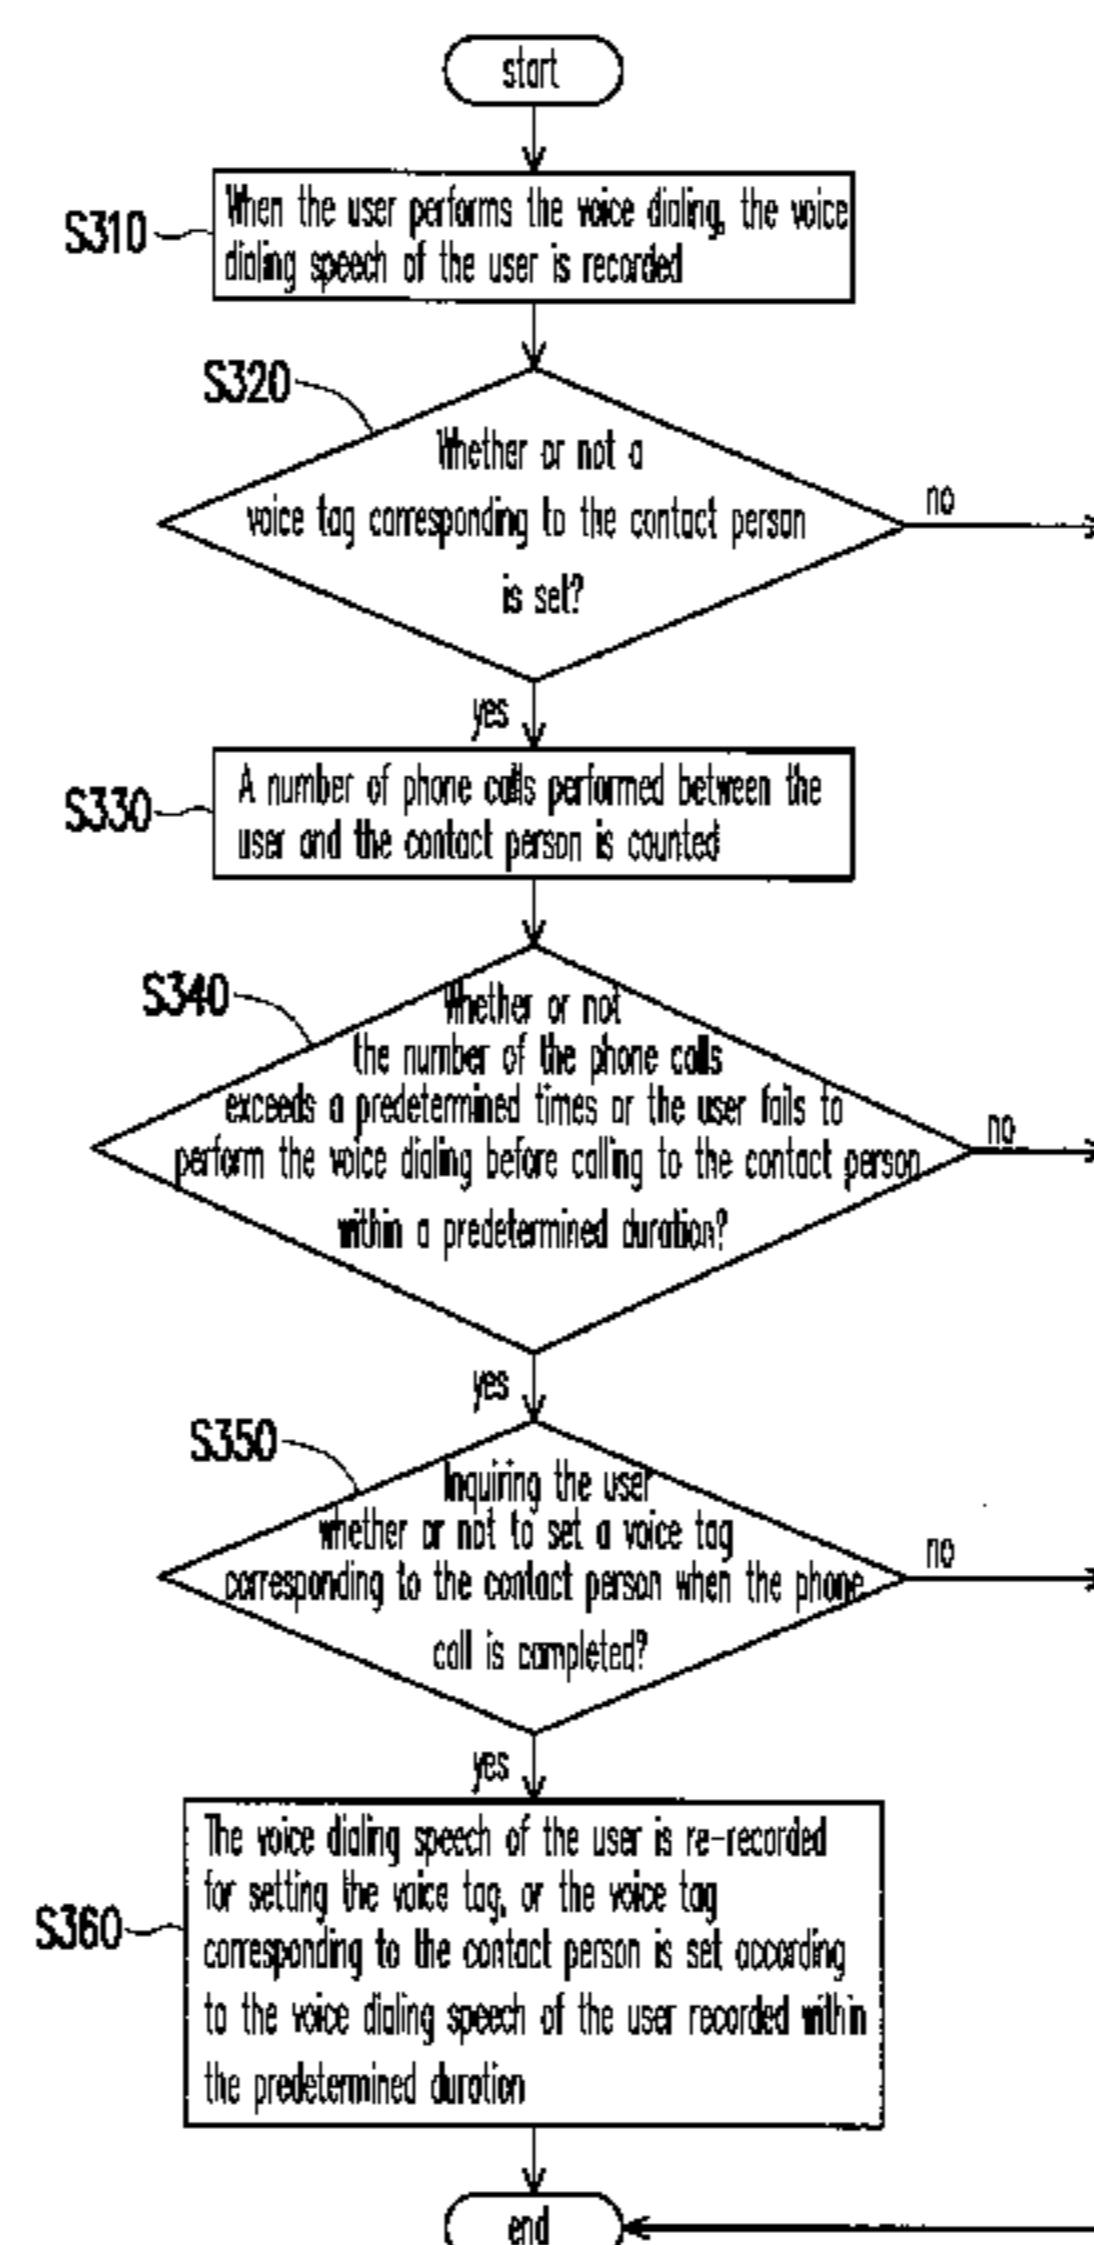 start
S310
When the user performs the voice dialing, the voice
dialing speech of the user is recorded
S320
Whether or not a
voice tag corresponding to the contact person
is set?
no
yes
S330
A number of phone calls performed between the
user and the contact person is counted
S340
Whether or not
the number of the phone calls
exceeds a predetermined times or the user fails to
perform the voice dialing before calling to the contact person
within a predetermined duration?
no
yes
S350
Inquiring the user
whether or not to set a voice tag
corresponding to the contact person when the phone
call is completed?
no
yes
S360
The voice dialing speech of the user is re-recorded
for setting the voice tag, or the voice tag
corresponding to the contact person is set according
to the voice dialing speech of the user recorded within
the predetermined duration
end